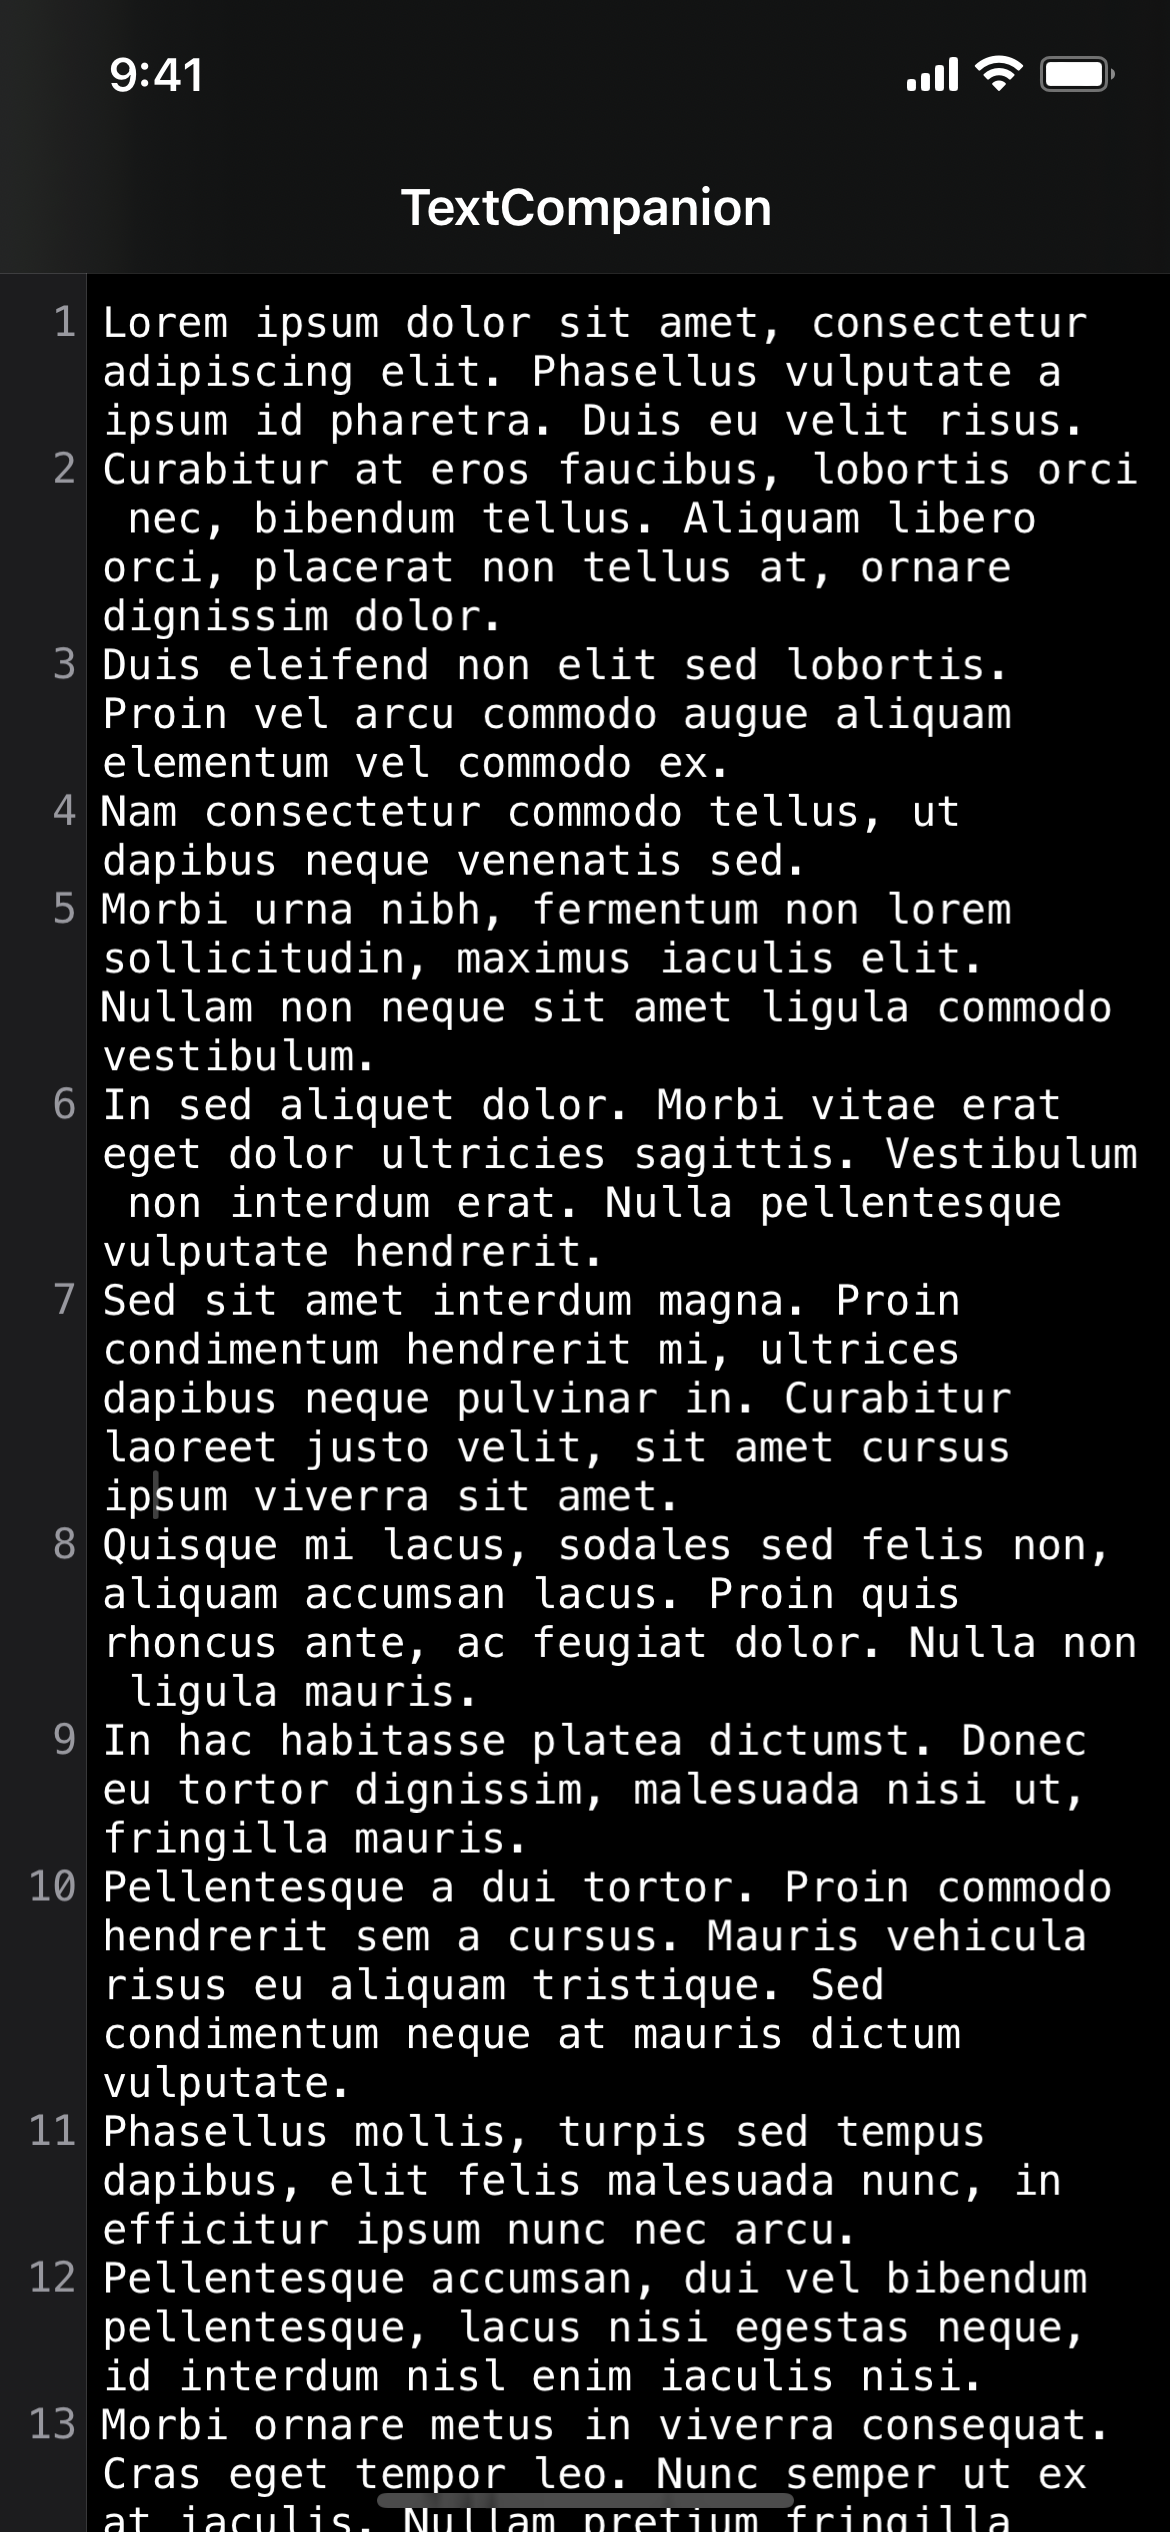 9:41
TextCompanion
1 Lorem ipsum dolor sit amet, consectetur
adipiscing elit. Phasellus vulputate a
ipsum id pharetra. Duis eu velit risus.
2 Curabitur at eros faucibus, lobortis orci
nec, bibendum tellus. Aliquam libero
orci, placerat non tellus at, ornare
dignissim dolor.
3 Duis eleifend non elit sed lobortis.
Proin vel arcu commodo augue aliquam
elementum vel commodo ex.
4 Nam consectetur commodo tellus, ut
dapibus neque venenatis sed.
5 Morbi urna nibh, fermentum non lorem
sollicitudin, maximus iaculis elit.
Nullam non neque sit amet ligula commodo
vestibulum.
6 In sed aliquet dolor. Morbi vitae erat
eget dolor ultricies sagittis. Vestibulum
non interdum erat. Nulla pellentesque
vulputate hendrerit.
7 Sed sit amet interdum magna. Proin
condimentum hendrerit mi, ultrices
dapibus neque pulvinar in. Curabitur
laoreet justo velit, sit amet cursus
ipsum viverra sit amet.
8 Quisque mi lacus, sodales sed felis non,
aliquam accumsan lacus. Proin quis
rhoncus ante, ac feugiat dolor. Nulla non
ligula mauris.
9 In hac habitasse platea dictumst. Donec
eu tortor dignissim, malesuada nisi ut,
fringilla mauris.
10 Pellentesque a dui tortor. Proin commodo
hendrerit sem a cursus. Mauris vehicula
risus eu aliquam tristique. Sed
condimentum neque at mauris dictum
vulputate.
11 Phasellus mollis, turpis sed tempus
dapibus, elit felis malesuada nunc, in
efficitur ipsum nunc nec arcu.
12 Pellentesque accumsan, dui vel bibendum
pellentesque, lacus nisi egestas neque,
id interdum nisl enim iaculis nisi.
13 Morbi ornare metus in viverra consequat.
Cras eget tempor leo. Nunc semper ut ex
at iaculis. Nullam pretium fringilla